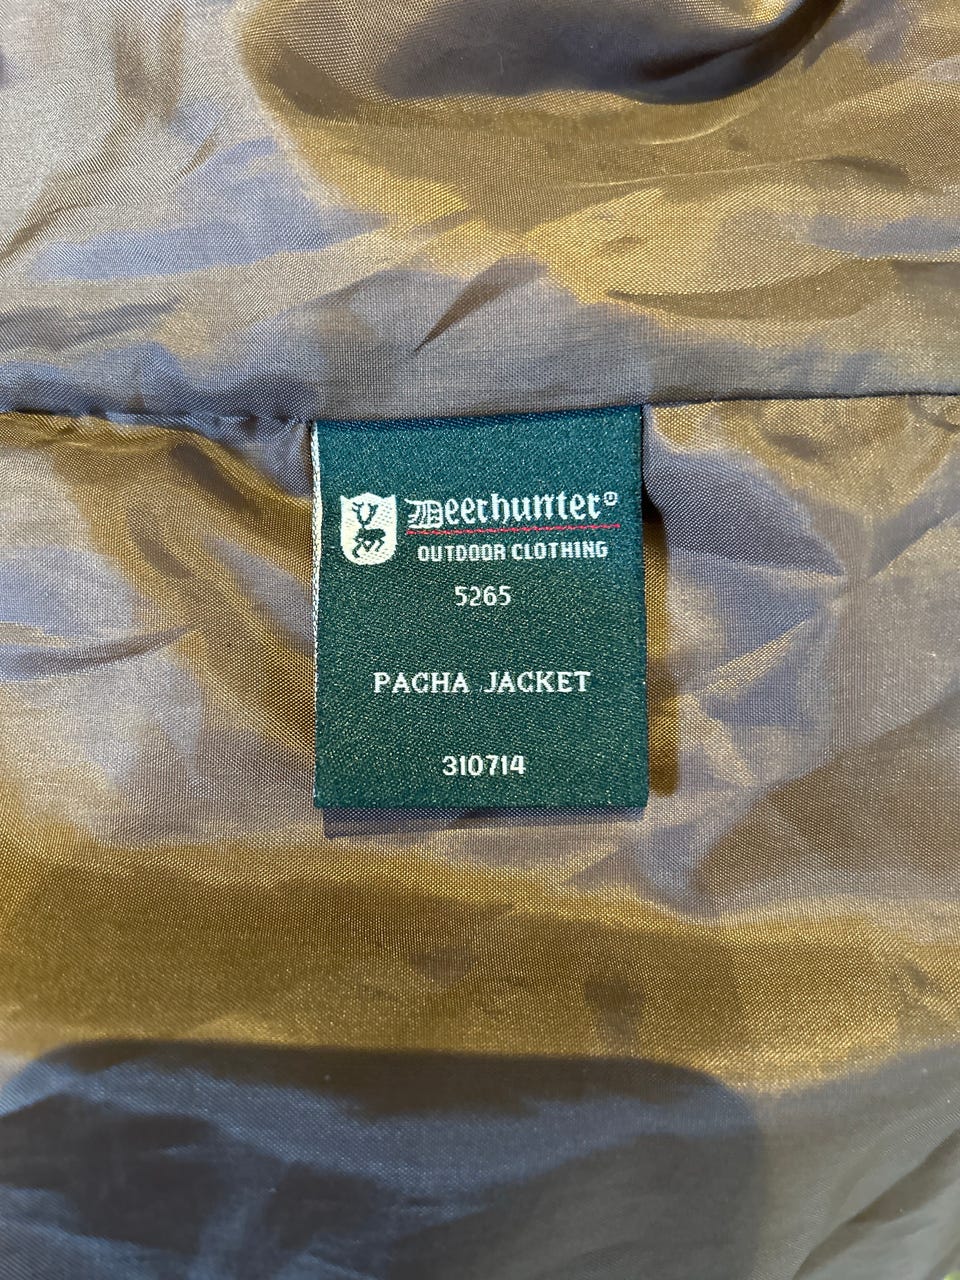 Deerhunter®
OUTDOOR CLOTHING
5265
PACHA JACKET
310714